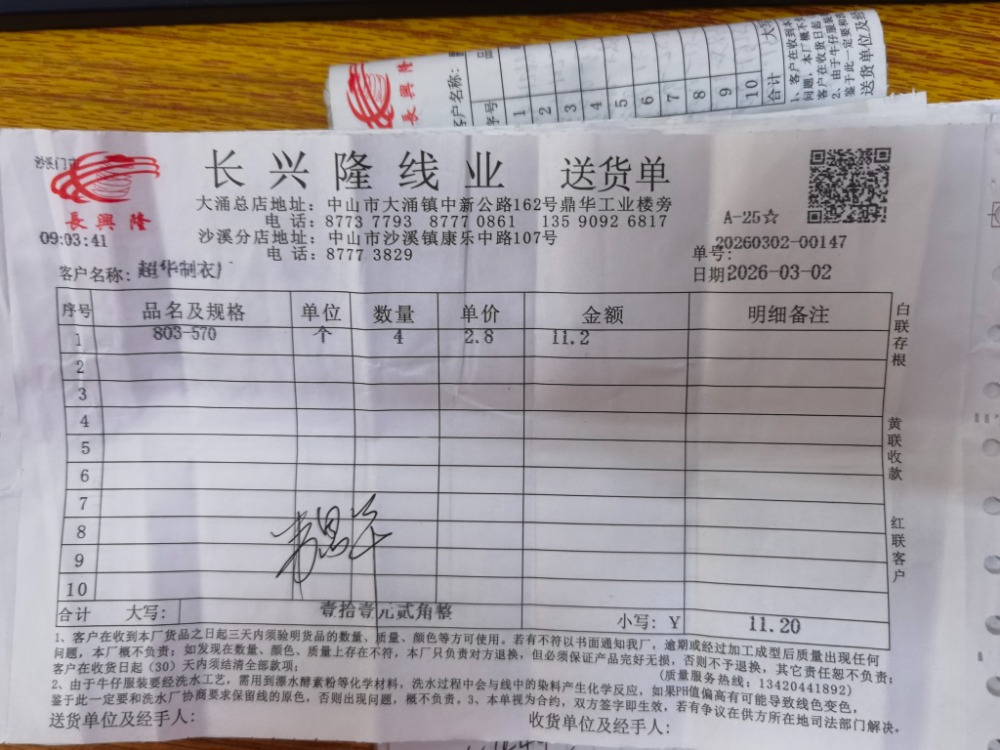 長興隆
客户名称:
序号
1
2
3
4
5
6
7
8
9
10
合计
长兴隆线业 送货单
長興隆
大涌总店地址: 中山市大涌镇中新公路162号鼎华工业楼旁
电 话: 8773 7793 8777 0861 135 9092 6817
沙溪分店地址: 中山市沙溪镇康乐中路107号
电 话: 8777 3829
A-25☆
09:03:41
单号: 20260302-00147
客户名称: 超华制衣厂
日期 2026-03-02
序号 品名及规格 单位 数量 单价 金额 明细备注
1 803-570 个 4 2.8 11.2
2
3
4
5
6
7
8
9
10
合计 大写: 壹拾壹元贰角整 小写: Y 11.20
白联存根
黄联收款
红联客户
1、客户在收到本厂货品之日起三天内须验明货品的数量、质量、颜色等方可使用。若有不符以书面通知我厂，逾期或经过加工成型后质量出现任何
问题，本厂概不负责；如发现在数量、颜色、质量上存在不符，本厂只负责对方退换，但必须保证产品完好无损，否则不予退换，其它责任恕不负责；
客户在收货日起（30）天内须结清全部款项； (质量服务热线: 13420441892)
2、由于牛仔服装要经洗水工艺，需用到漂水酵素粉等化学材料，洗水过程中会与线中的染料产生化学反应，如果PH值偏高有可能导致线色变色，
鉴于此一定要和洗水厂协商要求保留线的原色，否则出现问题，概不负责。3、本单视为合约，双方签字即生效，若有争议在供方所在地司法部门解决。
送货单位及经手人: 收货单位及经手人: